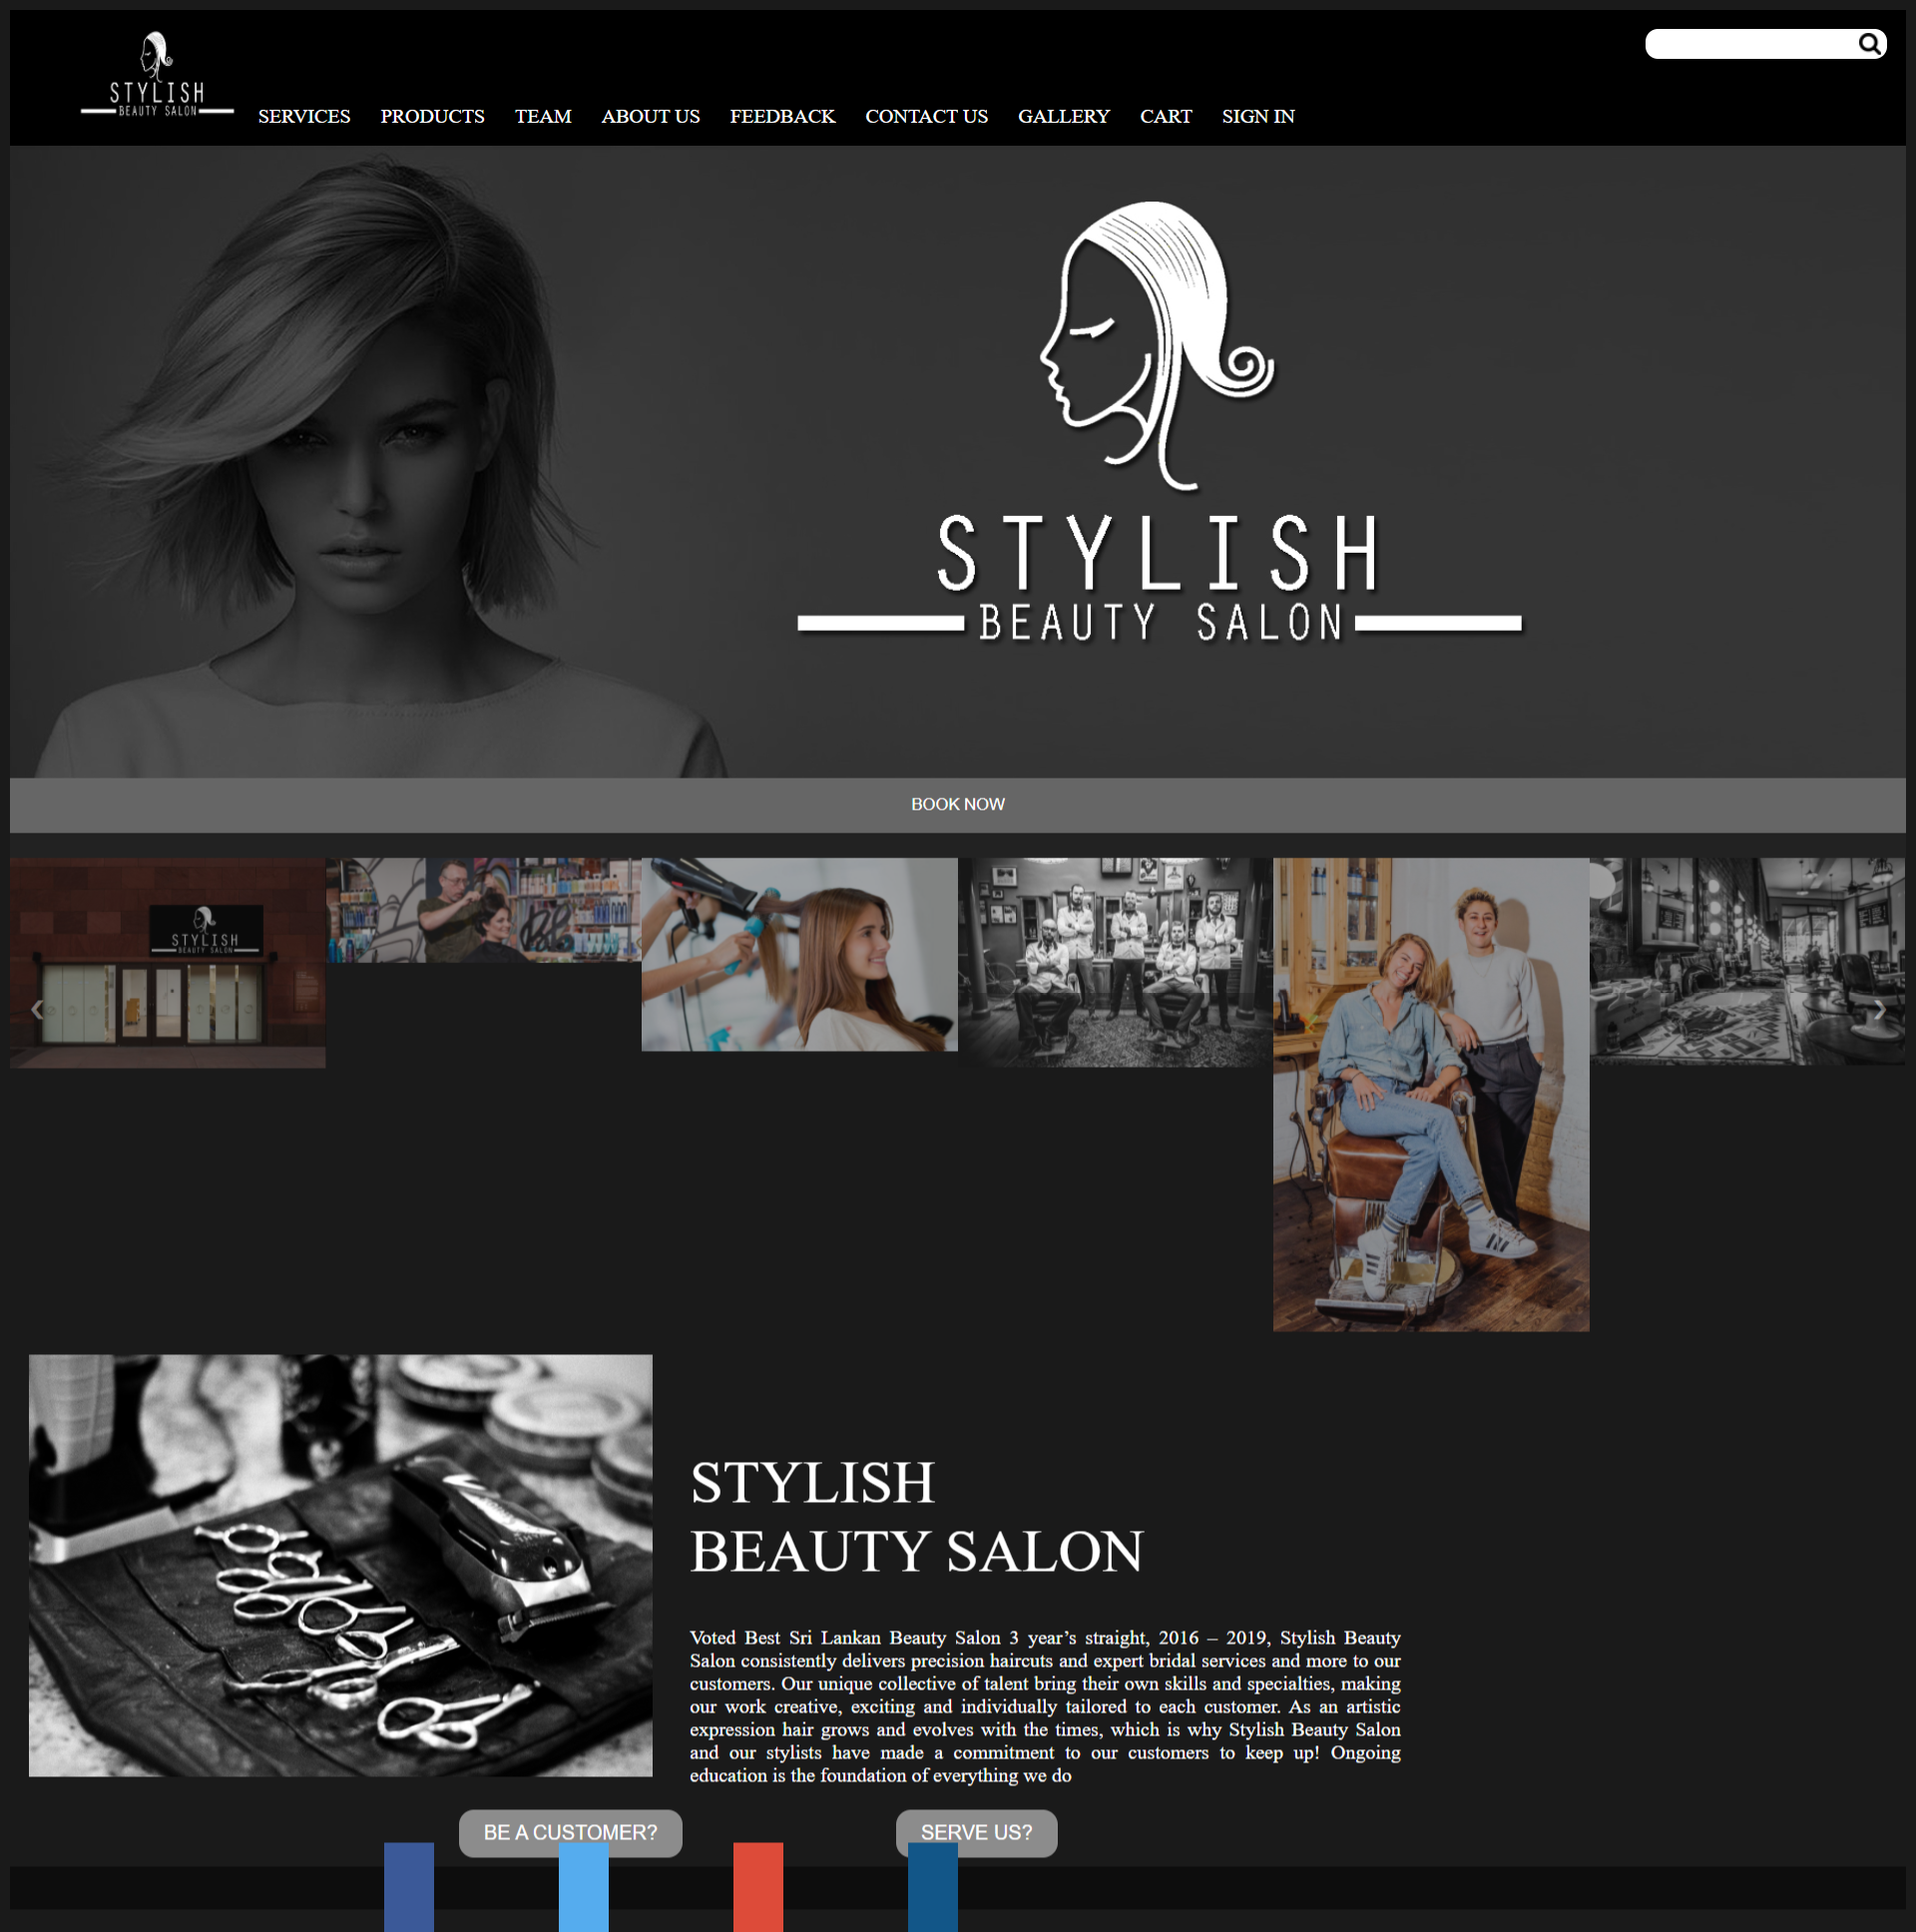 STYLISH
BEAUTY SALON
SERVICES PRODUCTS TEAM ABOUT US FEEDBACK CONTACT US GALLERY CART SIGN IN
STYLISH
BEAUTY SALON
BOOK NOW
STYLISH
BEAUTY SALON
STYLISH
BEAUTY SALON
Voted Best Sri Lankan Beauty Salon 3 year’s straight, 2016 – 2019, Stylish Beauty
Salon consistently delivers precision haircuts and expert bridal services and more to our
customers. Our unique collective of talent bring their own skills and specialties, making
our work creative, exciting and individually tailored to each customer. As an artistic
expression hair grows and evolves with the times, which is why Stylish Beauty Salon
and our stylists have made a commitment to our customers to keep up! Ongoing
education is the foundation of everything we do
BE A CUSTOMER? SERVE US?